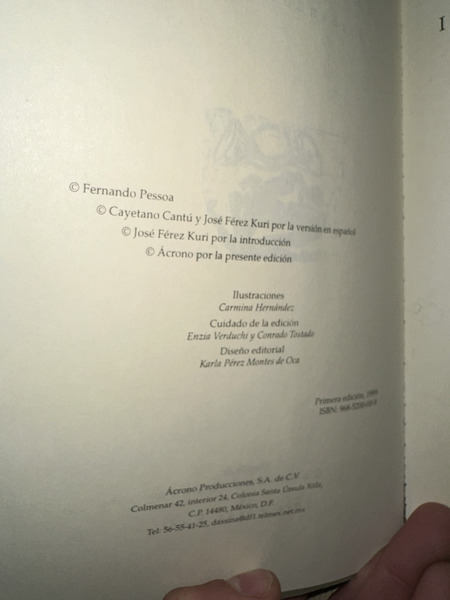 © Fernando Pessoa
© Cayetano Cantú y José Férez Kuri por la versión en español
© José Férez Kuri por la introducción
© Ácrono por la presente edición
Ilustraciones
Carmina Hernández
Cuidado de la edición
Enzia Verduchi y Conrado Tostado
Diseño editorial
Karla Pérez Montes de Oca
Primera edición, 1999
ISBN:
Ácrono Producciones, S.A. de C.V.
Colmenar 42, interior 24, Colonia Santa Úrsula Xitla,
C.P. 14480, México, D.F.
Tel: 56-55-41-25,
I